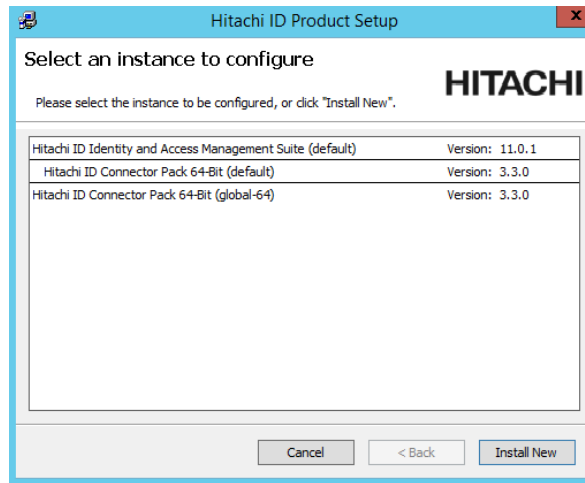 Hitachi ID Product Setup
x
Select an instance to configure
HITACHI
Please select the instance to be configured, or click "Install New".
Hitachi ID Identity and Access Management Suite (default) Version: 11.0.1
Hitachi ID Connector Pack 64-Bit (default) Version: 3.3.0
Hitachi ID Connector Pack 64-Bit (global-64) Version: 3.3.0
Cancel < Back Install New